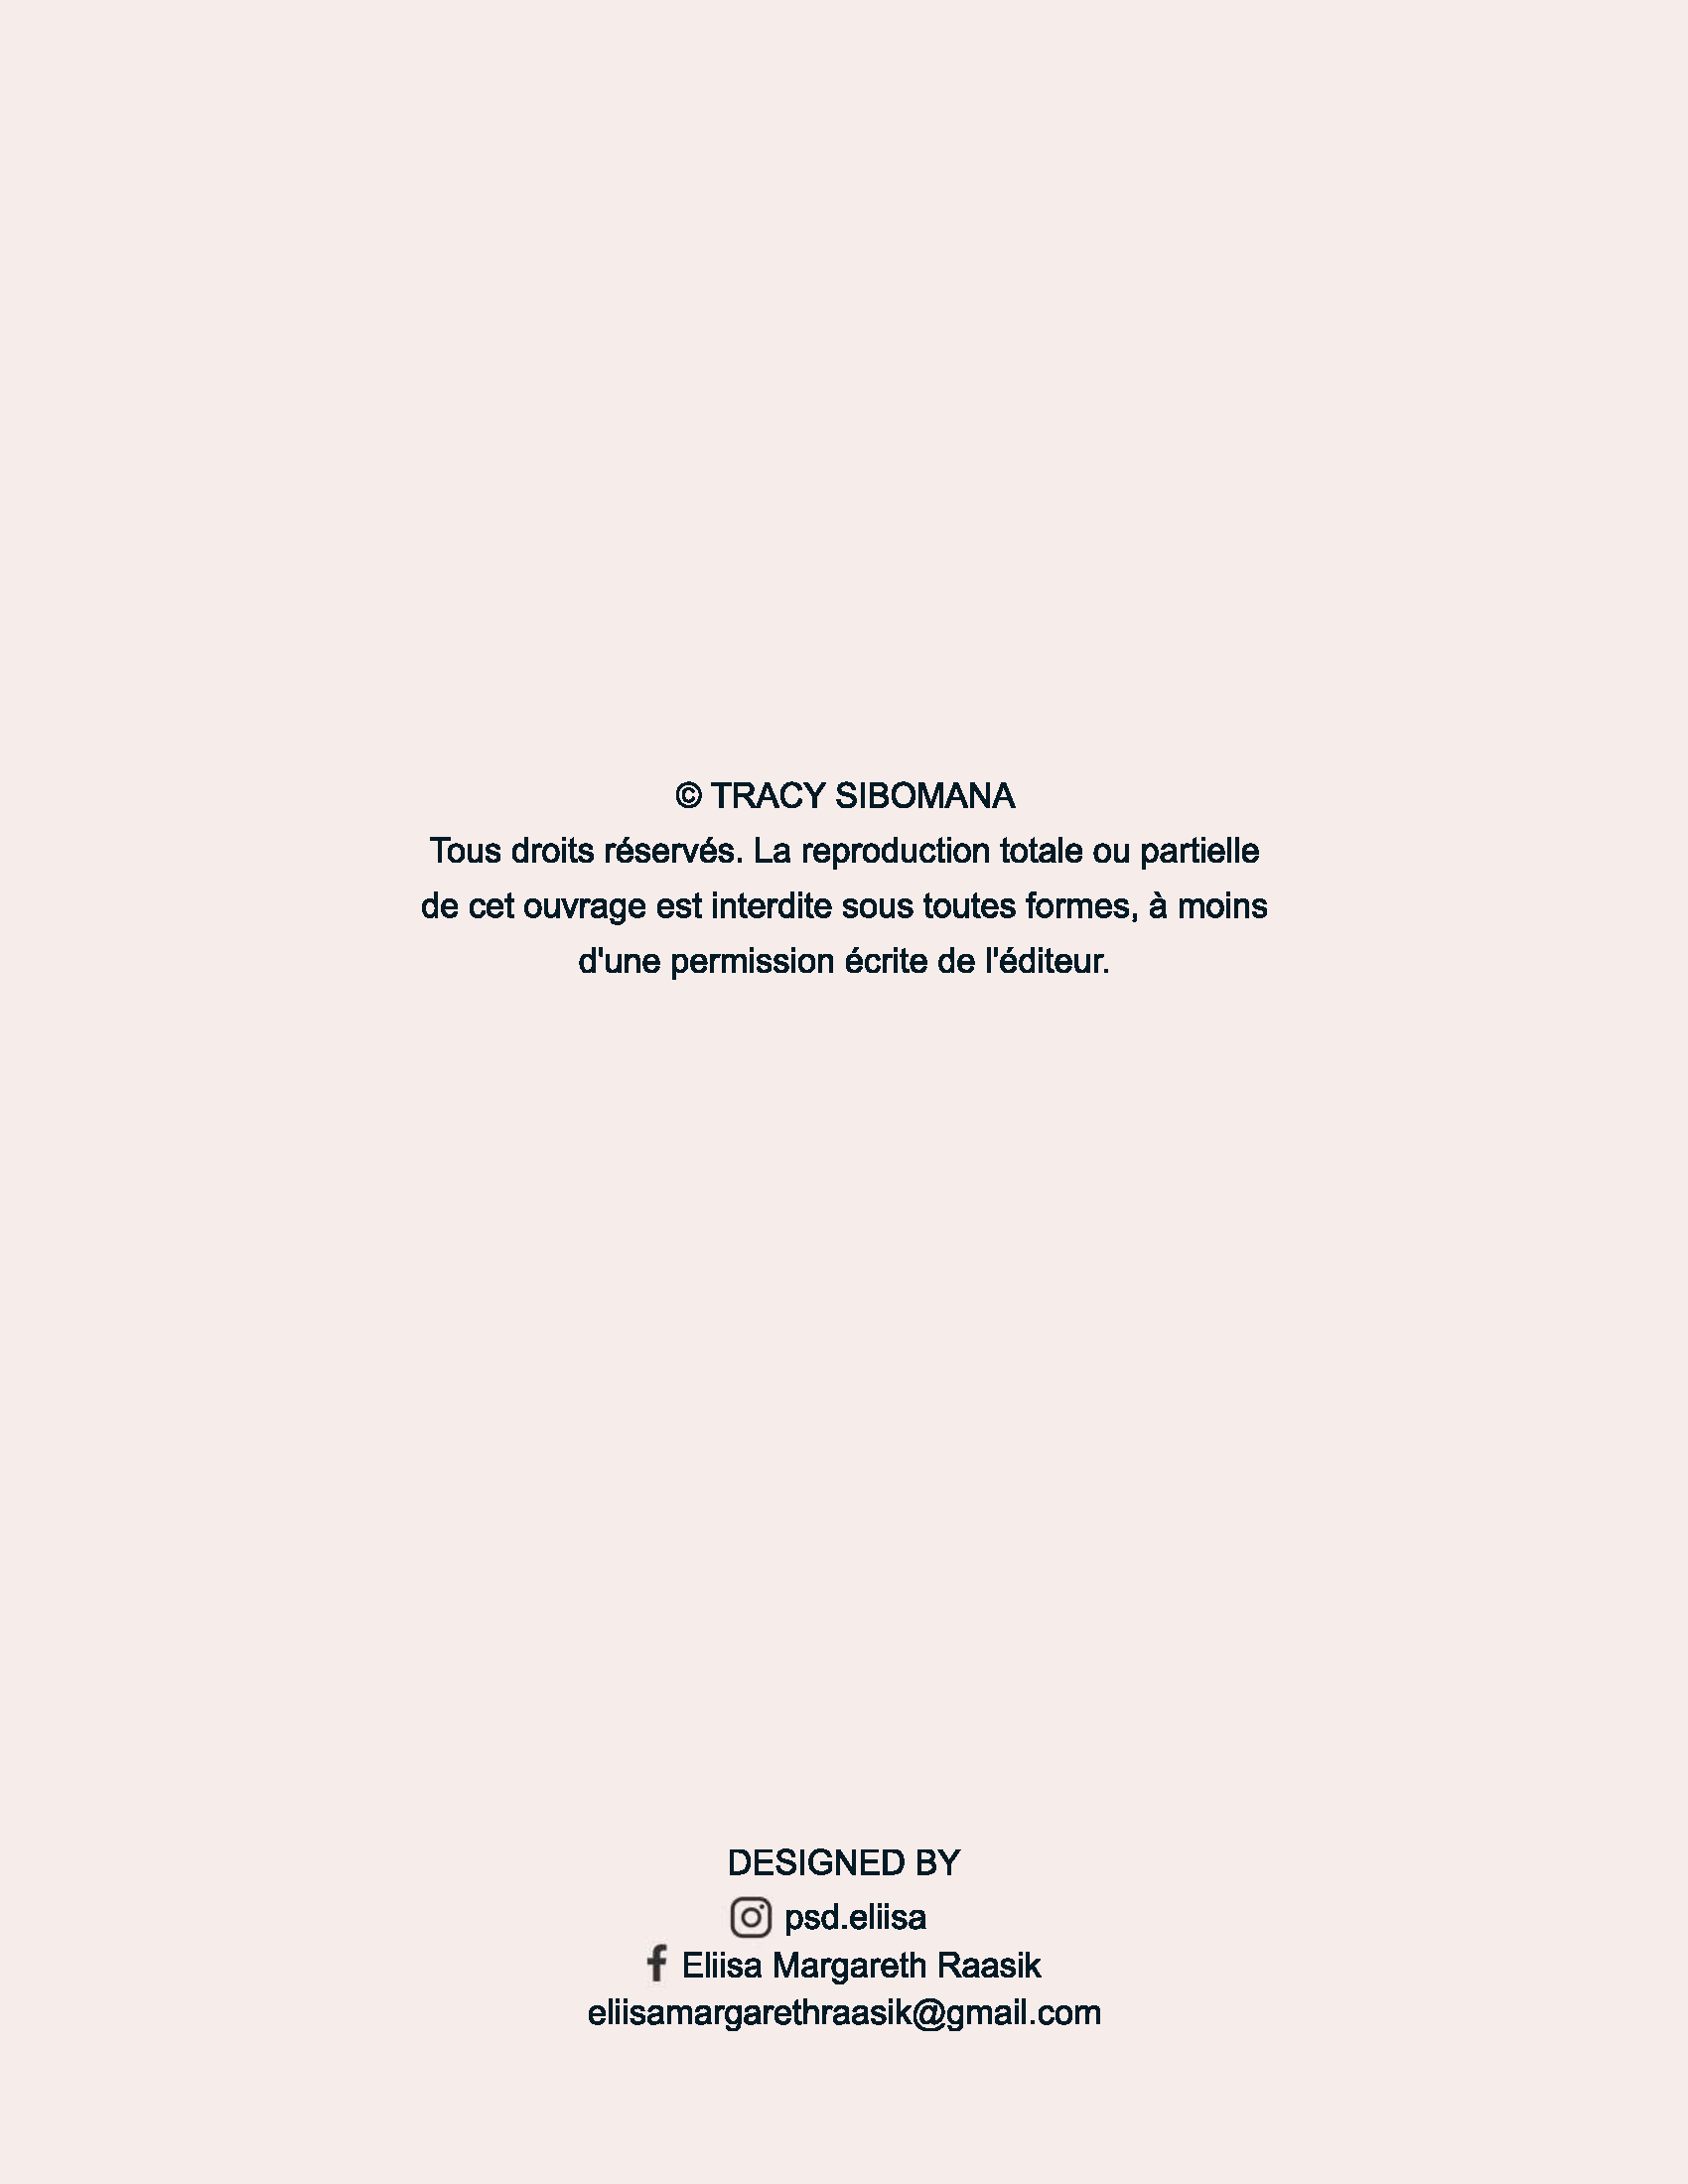 © TRACY SIBOMANA
Tous droits réservés. La reproduction totale ou partielle
de cet ouvrage est interdite sous toutes formes, à moins
d'une permission écrite de l'éditeur.
DESIGNED BY
psd.eliisa
Eliisa Margareth Raasik
eliisamargarethraasik@gmail.com